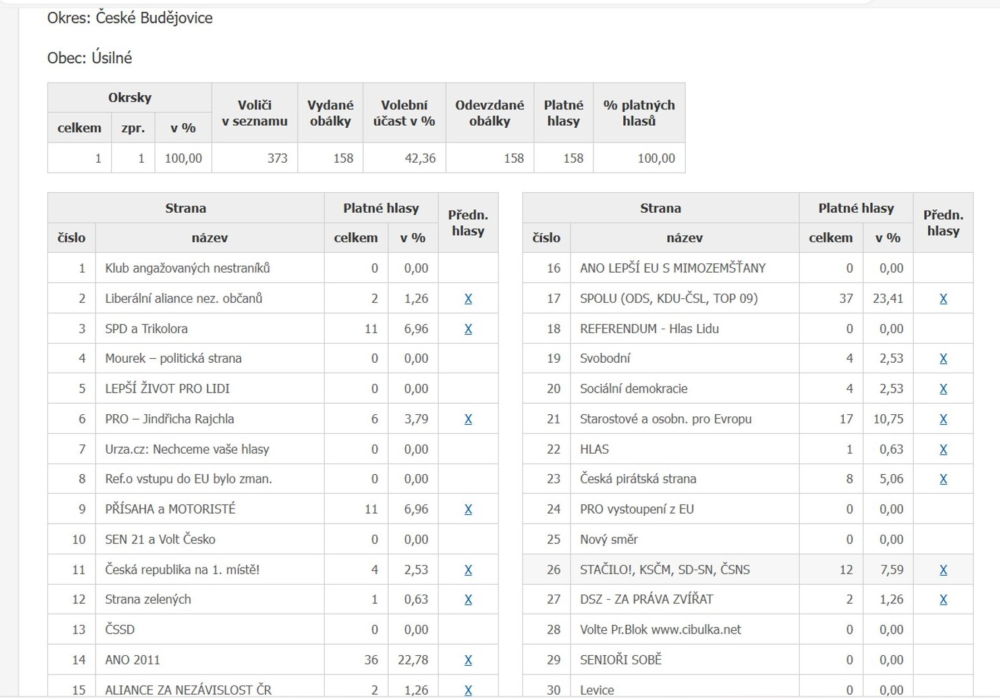 Okres: České Budějovice
Obec: Úsilné
Okrsky Voliči v seznamu Vydané obálky Volební účast v % Odevzdané obálky Platné hlasy % platných hlasů
celkem zpr. v %
1 1 100,00 373 158 42,36 158 158 100,00
Strana Platné hlasy Předn. hlasy
číslo název celkem v %
1 Klub angažovaných nestraníků 0 0,00
2 Liberální aliance nez. občanů 2 1,26 X
3 SPD a Trikolora 11 6,96 X
4 Mourek – politická strana 0 0,00
5 LEPŠÍ ŽIVOT PRO LIDI 0 0,00
6 PRO – Jindřicha Rajchla 6 3,79 X
7 Urza.cz: Nechceme vaše hlasy 0 0,00
8 Ref.o vstupu do EU bylo zman. 0 0,00
9 PŘÍSAHA a MOTORISTÉ 11 6,96 X
10 SEN 21 a Volt Česko 0 0,00
11 Česká republika na 1. místě! 4 2,53 X
12 Strana zelených 1 0,63 X
13 ČSSD 0 0,00
14 ANO 2011 36 22,78 X
15 ALIANCE ZA NEZÁVISLOST ČR 2 1,26 X
Strana Platné hlasy Předn. hlasy
číslo název celkem v %
16 ANO LEPŠÍ EU S MIMOZEMŠŤANY 0 0,00
17 SPOLU (ODS, KDU-ČSL, TOP 09) 37 23,41 X
18 REFERENDUM - Hlas Lidu 0 0,00
19 Svobodní 4 2,53 X
20 Sociální demokracie 4 2,53 X
21 Starostové a osobn. pro Evropu 17 10,75 X
22 HLAS 1 0,63 X
23 Česká pirátská strana 8 5,06 X
24 PRO vystoupení z EU 0 0,00
25 Nový směr 0 0,00
26 STAČILO!, KSČM, SD-SN, ČSNS 12 7,59 X
27 DSZ - ZA PRÁVA ZVÍŘAT 2 1,26 X
28 Volte Pr.Blok www.cibulka.net 0 0,00
29 SENIOŘI SOBĚ 0 0,00
30 Levice 0 0,00